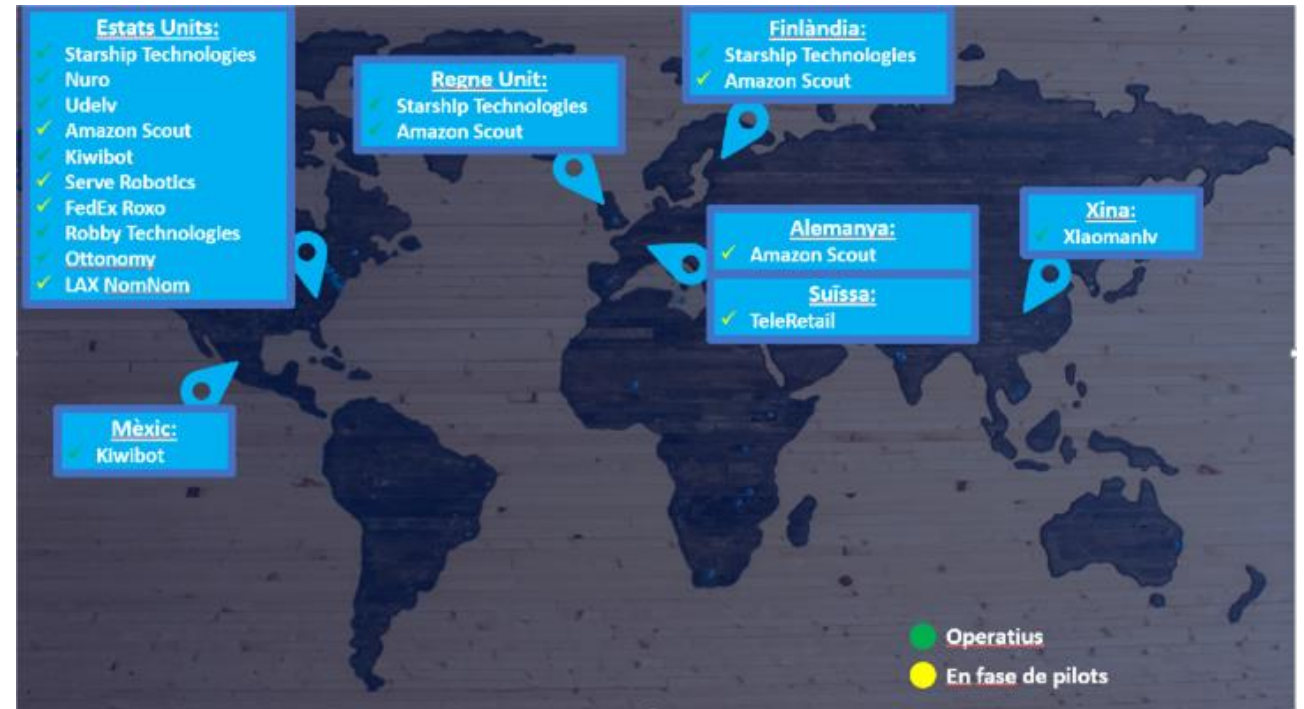 Estats Units:
Starship Technologies
Nuro
Udelv
Amazon Scout
Kiwibot
Serve Robotics
FedEx Roxo
Robby Technologies
Ottonomy
LAX NomNom
Regne Unit:
Starship Technologies
Amazon Scout
Finlàndia:
Starship Technologies
Amazon Scout
Alemanya:
Amazon Scout
Suïssa:
TeleRetail
Xina:
Xiaomanlv
Mèxic:
Kiwibot
Operatius
En fase de pilots